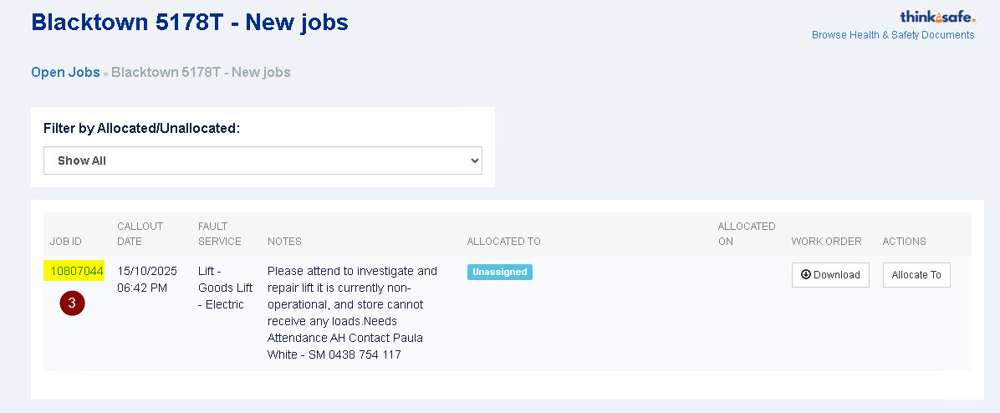 Blacktown 5178T - New jobs
think safe.
Browse Health & Safety Documents
Open Jobs Blacktown 5178T - New jobs
Filter by Allocated/Unallocated:
Show All
JOB ID
CALLOUT
DATE
FAULT
SERVICE
NOTES
ALLOCATED TO
ALLOCATED
ON
WORK ORDER
ACTIONS
10807044
3
15/10/2025
06:42 PM
Lift -
Goods Lift
- Electric
Please attend to investigate and
repair lift it is currently non-
operational, and store cannot
receive any loads.Needs
Attendance AH Contact Paula
White - SM 0438 754 117
Unassigned
Download
Allocate To